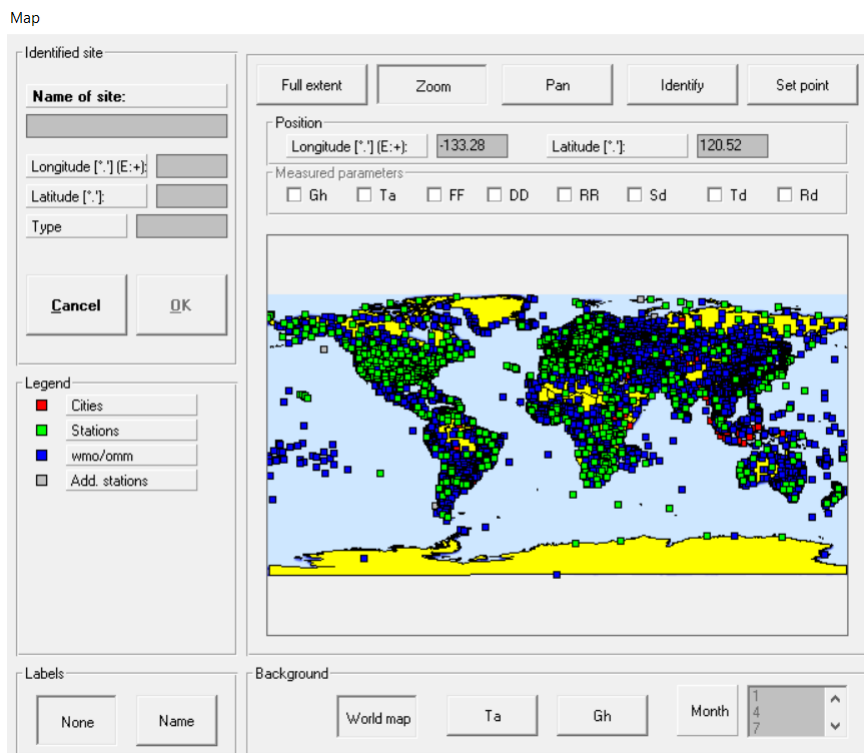 Map
Identified site
Name of site:
Longitude [°.'] (E:+):
Latitude [°.']:
Type
Cancel
OK
Legend
Cities
Stations
wmo/omm
Add. stations
Labels
None
Name
Full extent
Zoom
Pan
Identify
Set point
Position
Longitude [°.'] (E:+):
-133.28
Latitude [°.']:
120.52
Measured parameters
Gh
Ta
FF
DD
RR
Sd
Td
Rd
Background
World map
Ta
Gh
Month
1
4
7